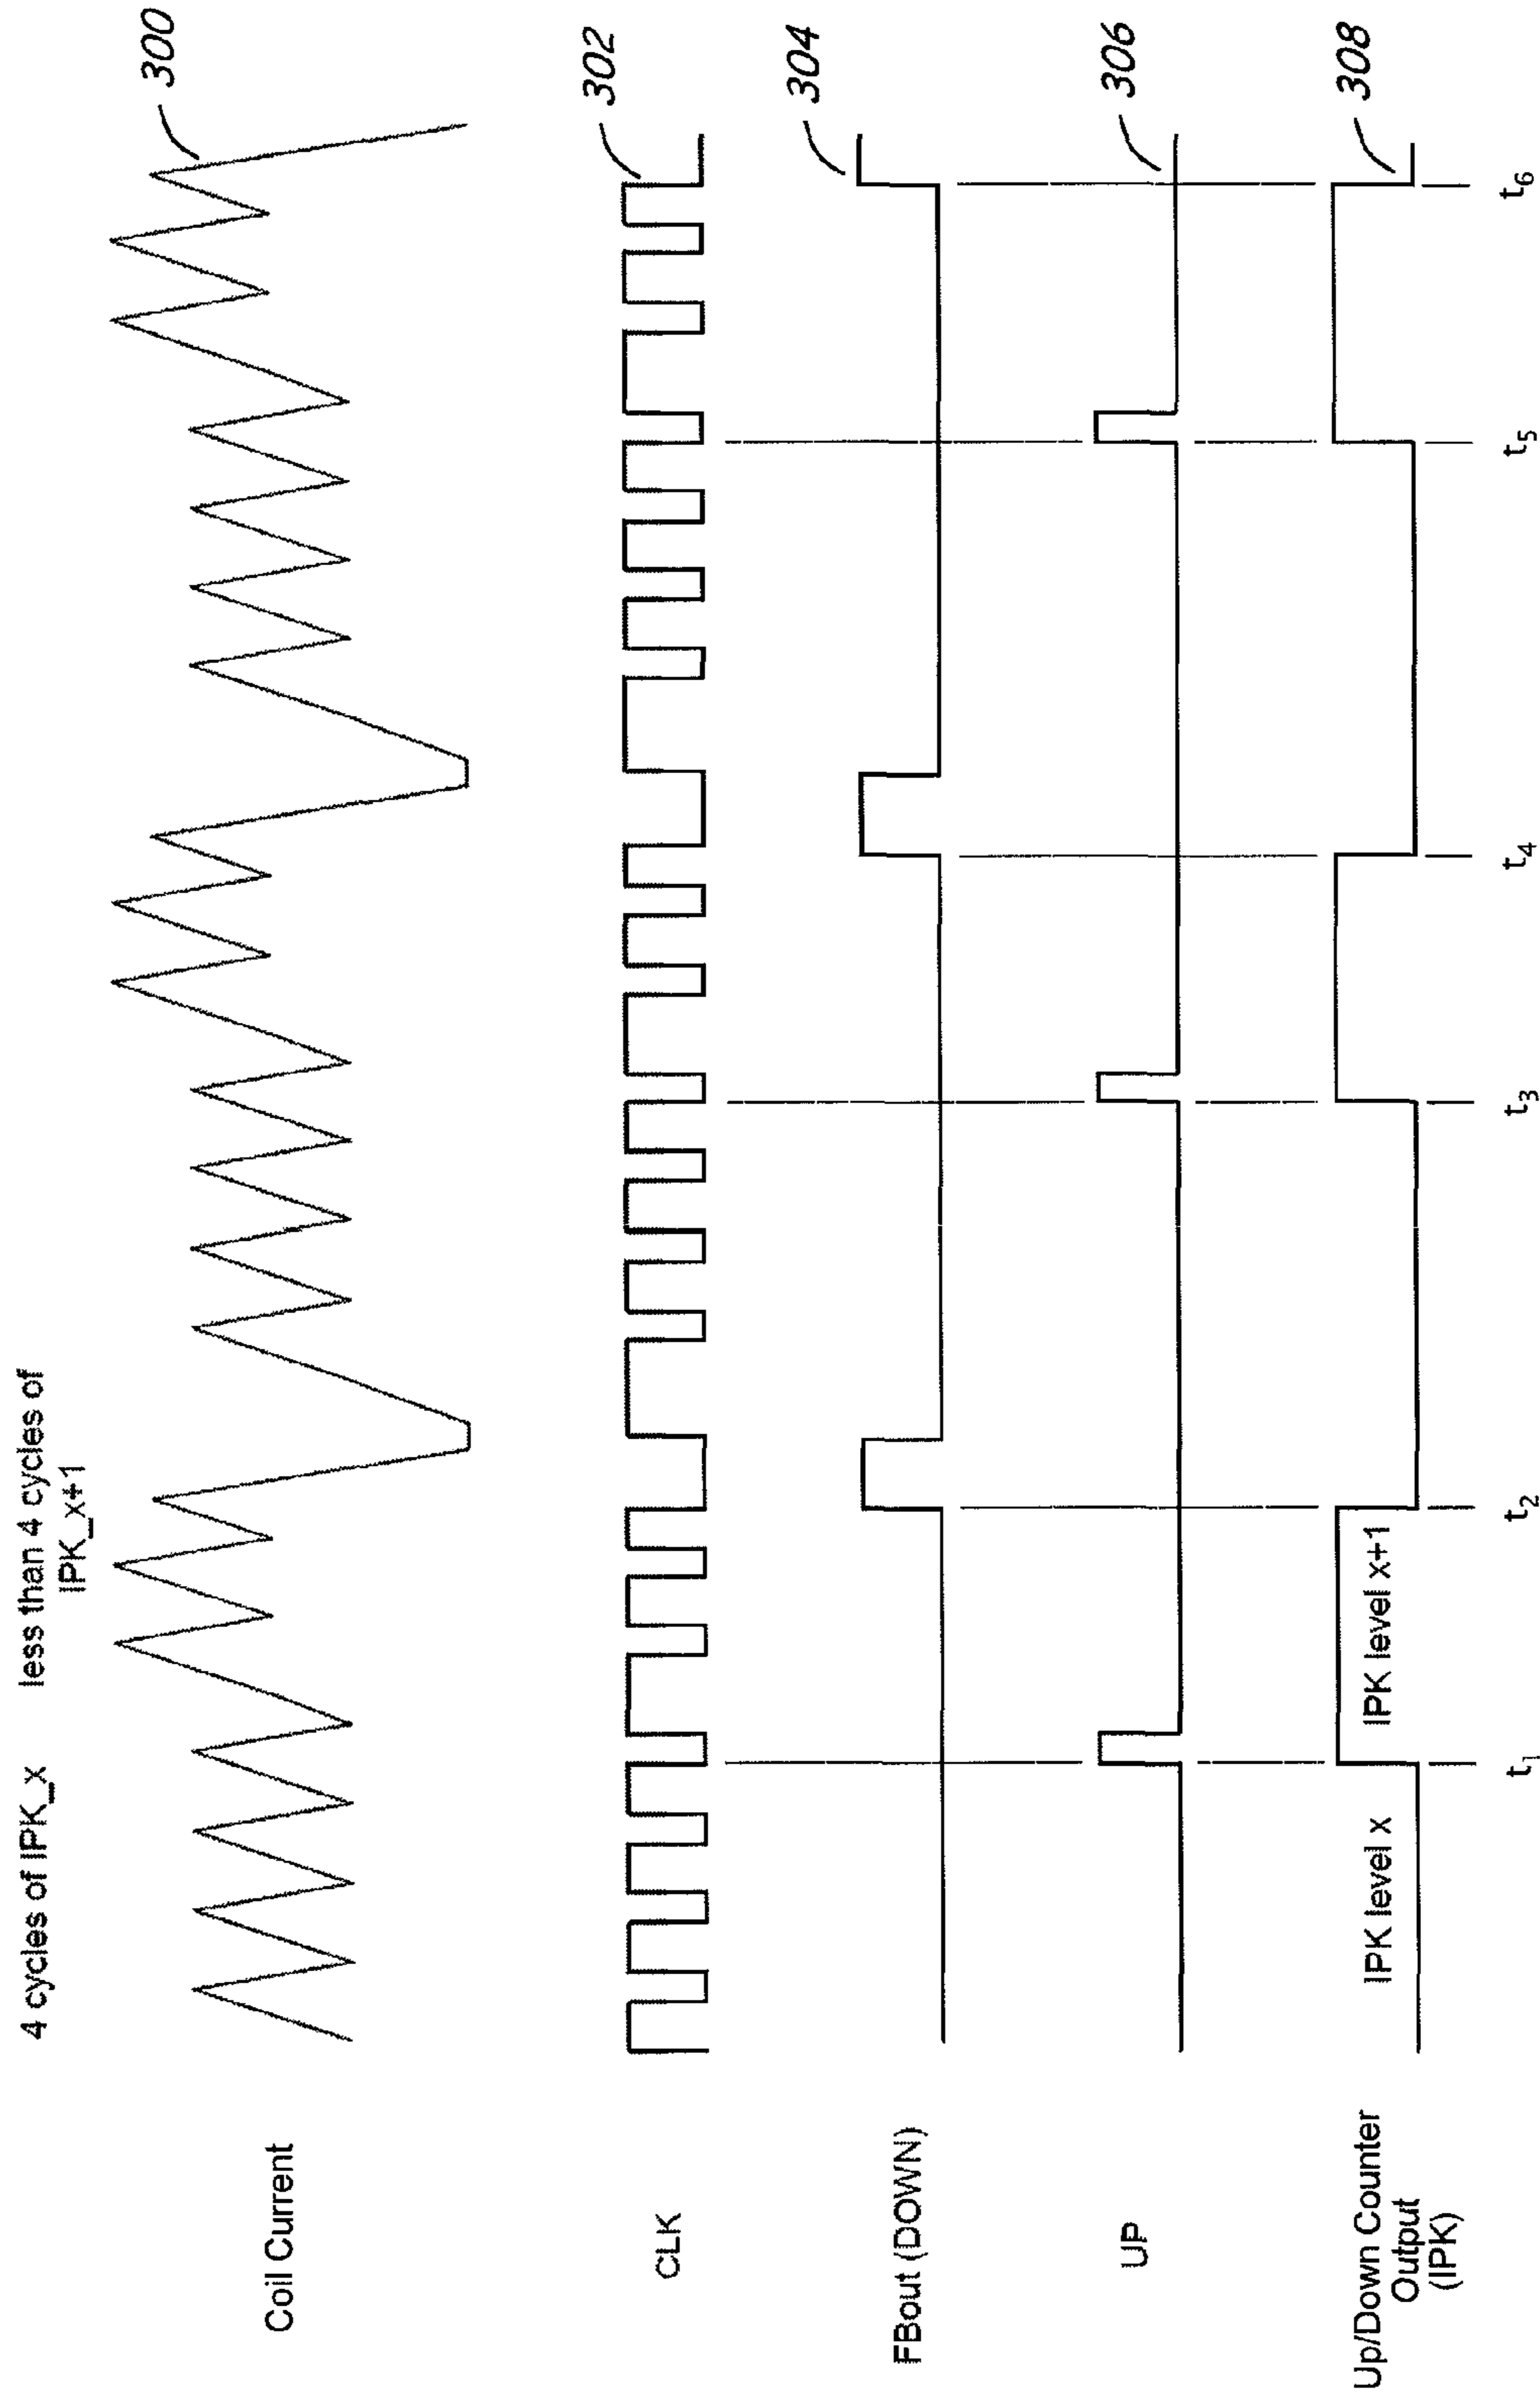 4 cycles of IPK_x
less than 4 cycles of
IPK_x+1
Coil Current
300
CLK
302
FBout (DOWN)
304
UP
306
Up/Down Counter
Output
(IPK)
IPK level x
IPK level x+1
308
t1
t2
t3
t4
t5
t6